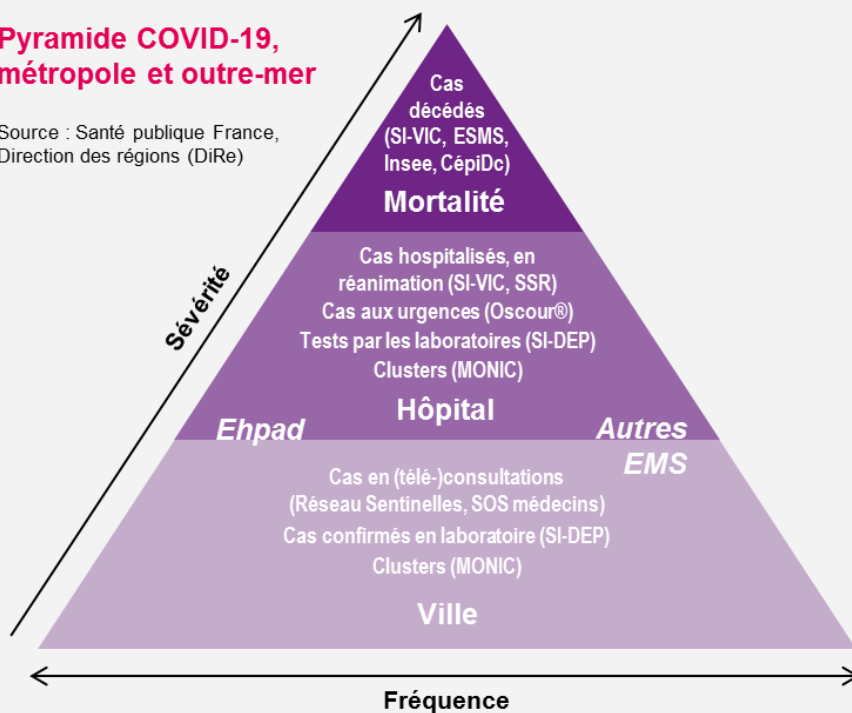 Pyramide COVID-19,
métropole et outre-mer
Source : Santé publique France,
Direction des régions (DiRe)
Cas
décédés
(SI-VIC, ESMS,
Insee, CépiDc)
Mortalité
Sévérité
Cas hospitalisés, en
réanimation (SI-VIC, SSR)
Cas aux urgences (Oscour®)
Tests par les laboratoires (SI-DEP)
Clusters (MONIC)
Hôpital
Ehpad
Autres
EMS
Cas en (télé-)consultations
(Réseau Sentinelles, SOS médecins)
Cas confirmés en laboratoire (SI-DEP)
Clusters (MONIC)
Ville
Fréquence